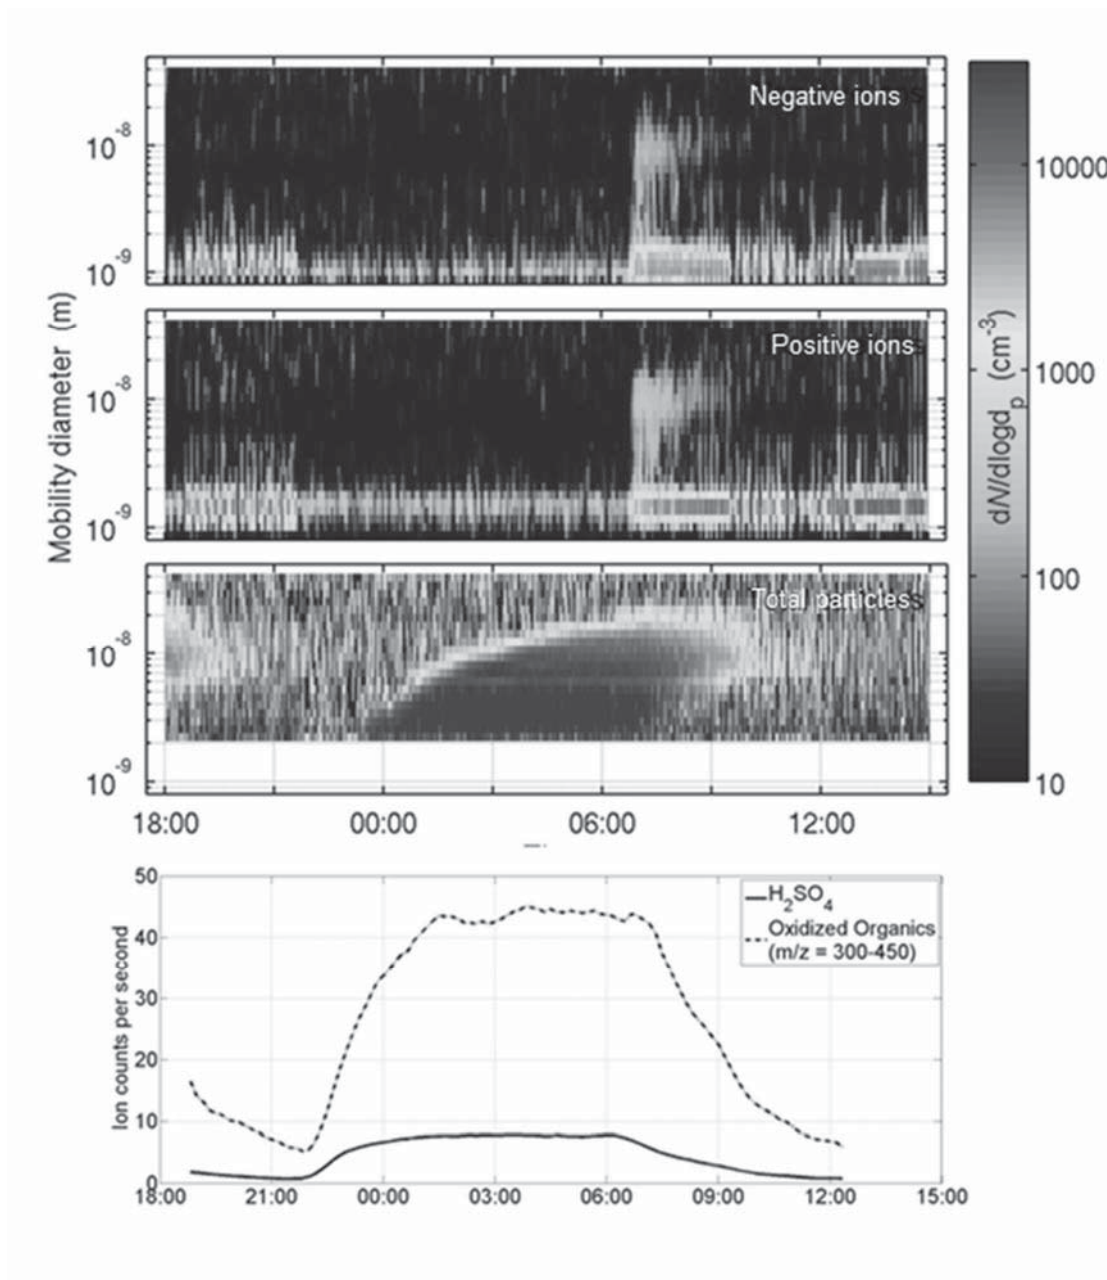 Negative ions
10^-8
10^-9
Positive ions
10^-8
10^-9
Mobility diameter (m)
Total particles
10^-8
10^-9
18:00 00:00 06:00 12:00
10000
1000
100
10
dN/dlogd_p (cm^-3)
50
40
30
20
10
0
Ion counts per second
H_2SO_4
Oxidized Organics
(m/z = 300-450)
18:00 21:00 00:00 03:00 06:00 09:00 12:00 15:00